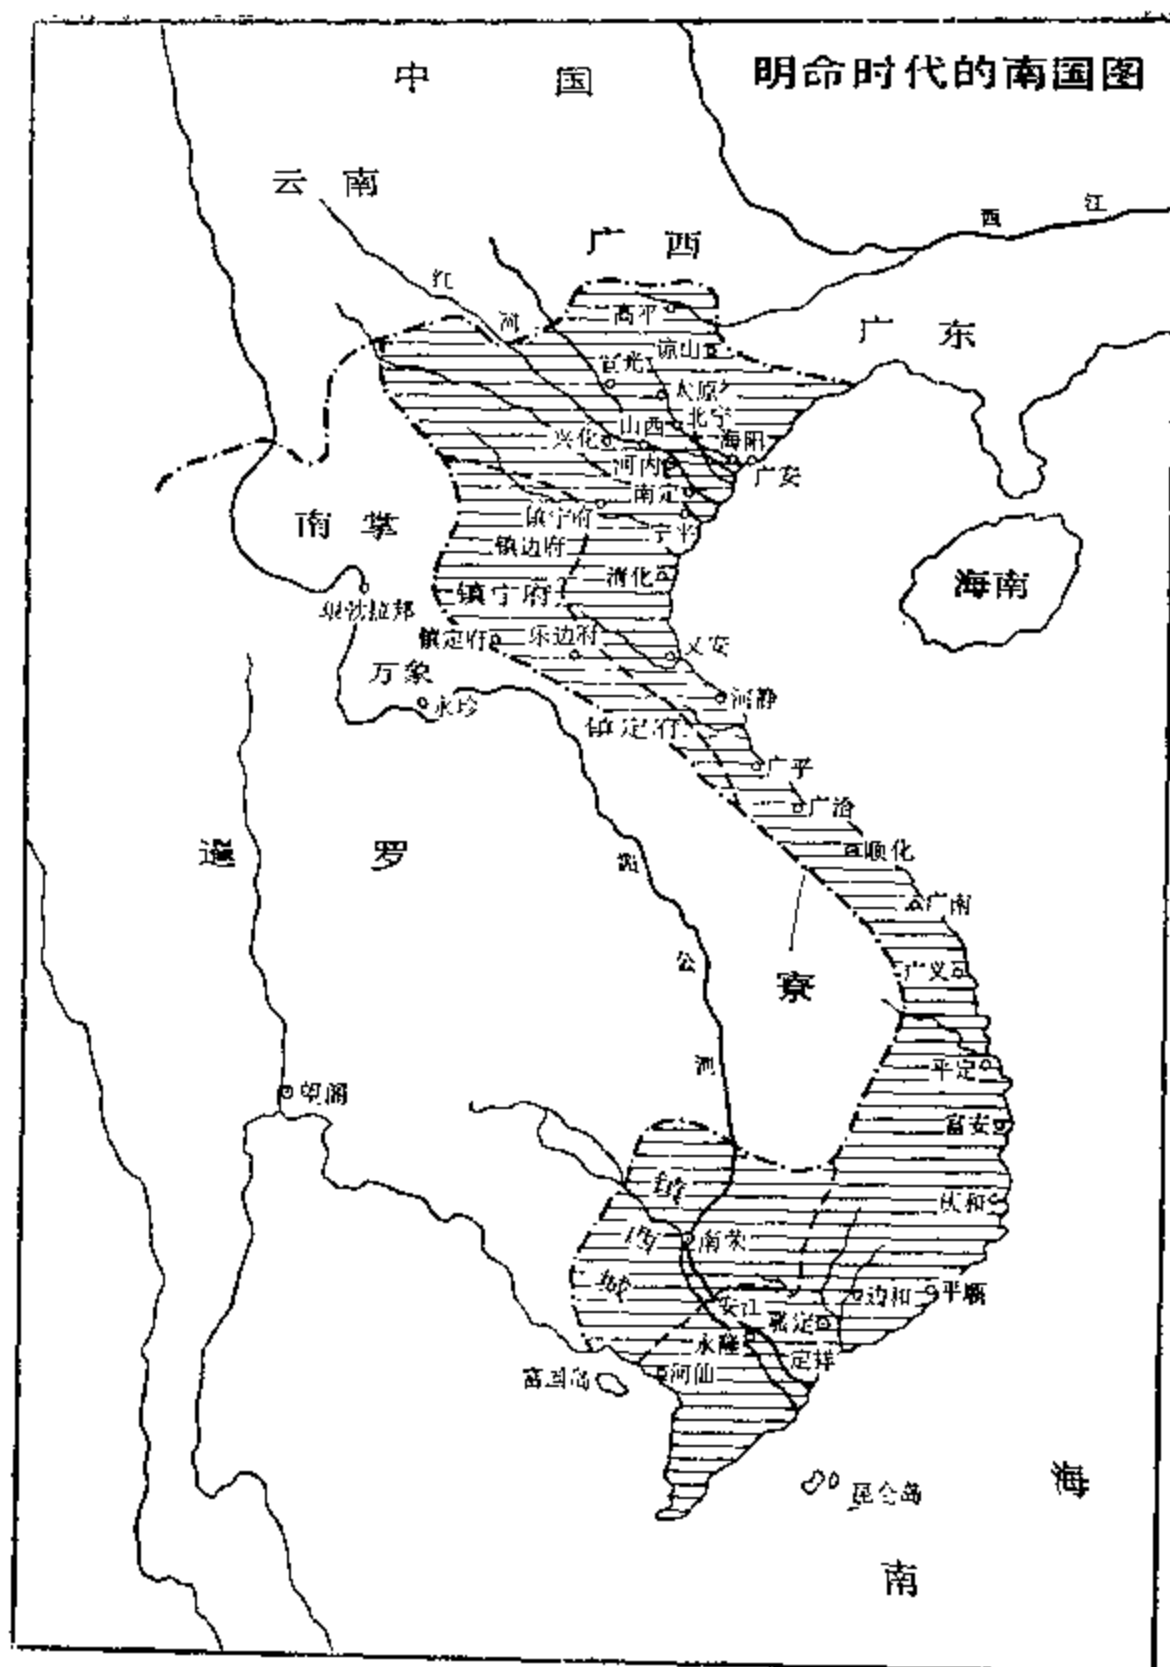 明命时代的南国图
中国
云南
广西
西江
红河
广东
高平
谅山
宣光
太原
北宁
山西
海阳
兴化
河内
广安
南定
镇宁府
宁平
镇边府
南掌
清化
海南
镇宁府
琅勃拉邦
镇定府
乐边府
义安
万象
永珍
河静
镇定府
广平
广治
暹罗
湄公河
顺化
广南
广义
寮
平定
望阁
富安
镇西城
庆和
南荣
边和
平顺
安江
嘉定
永隆
定祥
河仙
富国岛
昆仑岛
南海